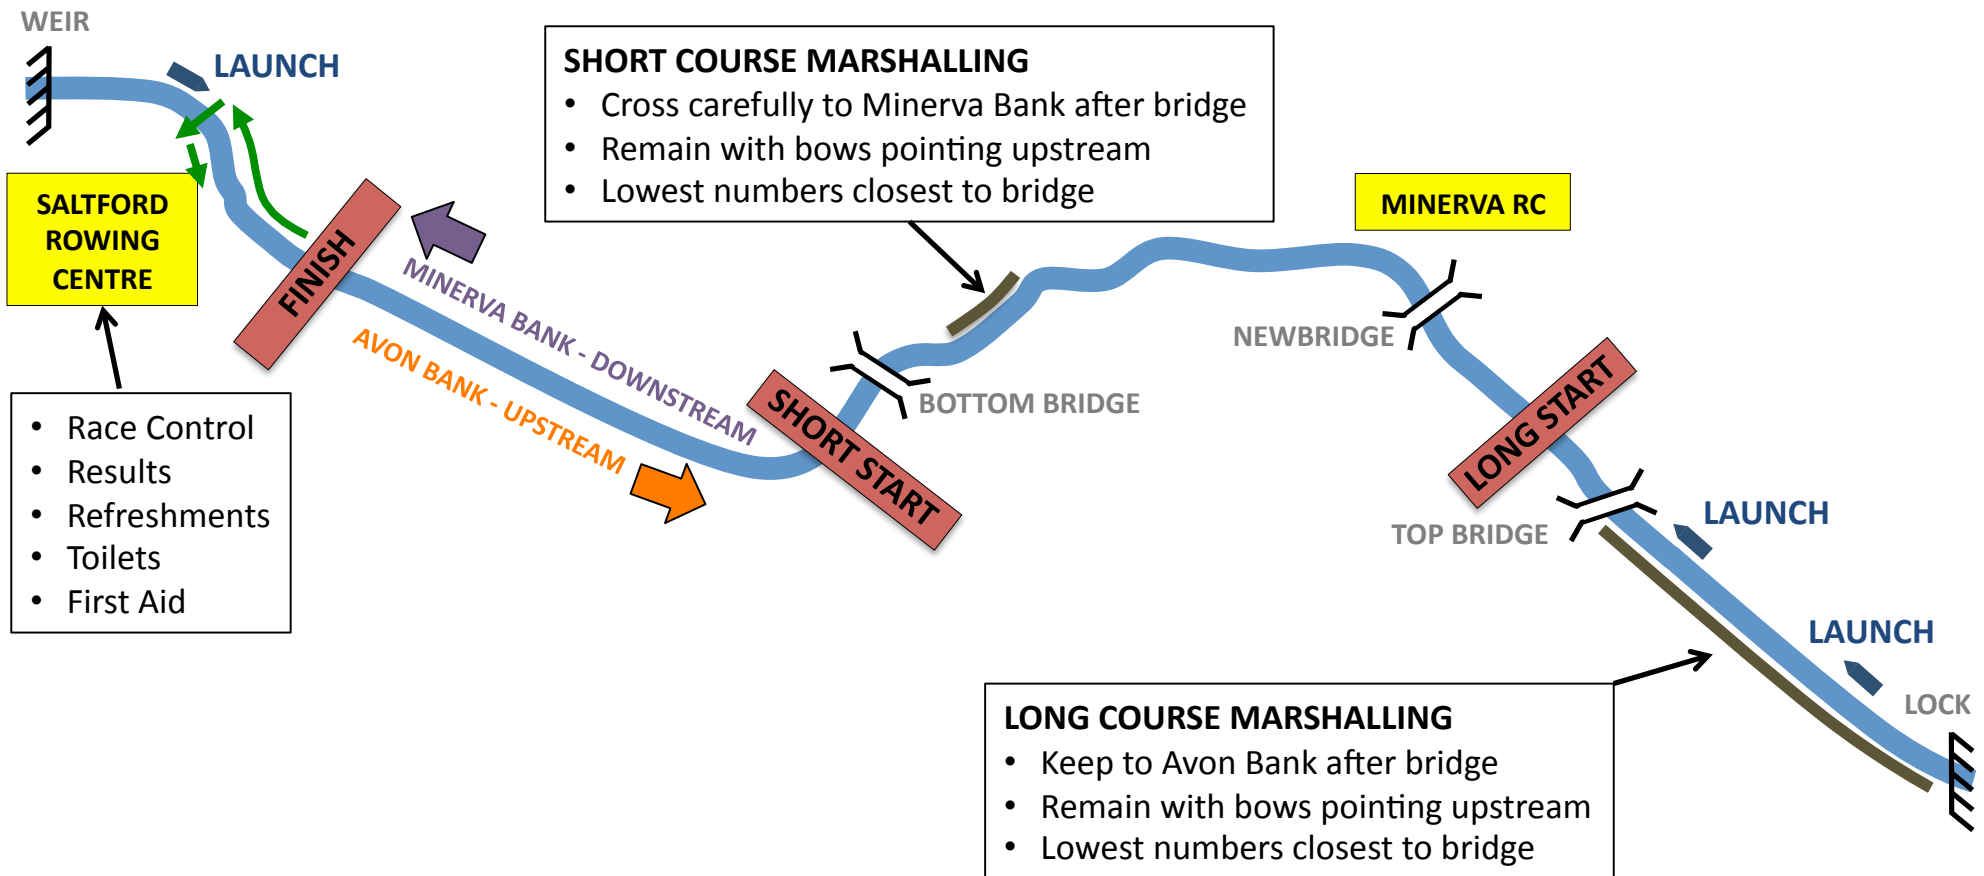 WEIR
LAUNCH
SHORT COURSE MARSHALLING
• Cross carefully to Minerva Bank after bridge
• Remain with bows pointing upstream
• Lowest numbers closest to bridge
SALTFORD
ROWING
CENTRE
MINERVA RC
FINISH
MINERVA BANK - DOWNSTREAM
AVON BANK - UPSTREAM
NEWBRIDGE
BOTTOM BRIDGE
SHORT START
LONG START
• Race Control
• Results
• Refreshments
• Toilets
• First Aid
TOP BRIDGE
LAUNCH
LAUNCH
LOCK
LONG COURSE MARSHALLING
• Keep to Avon Bank after bridge
• Remain with bows pointing upstream
• Lowest numbers closest to bridge